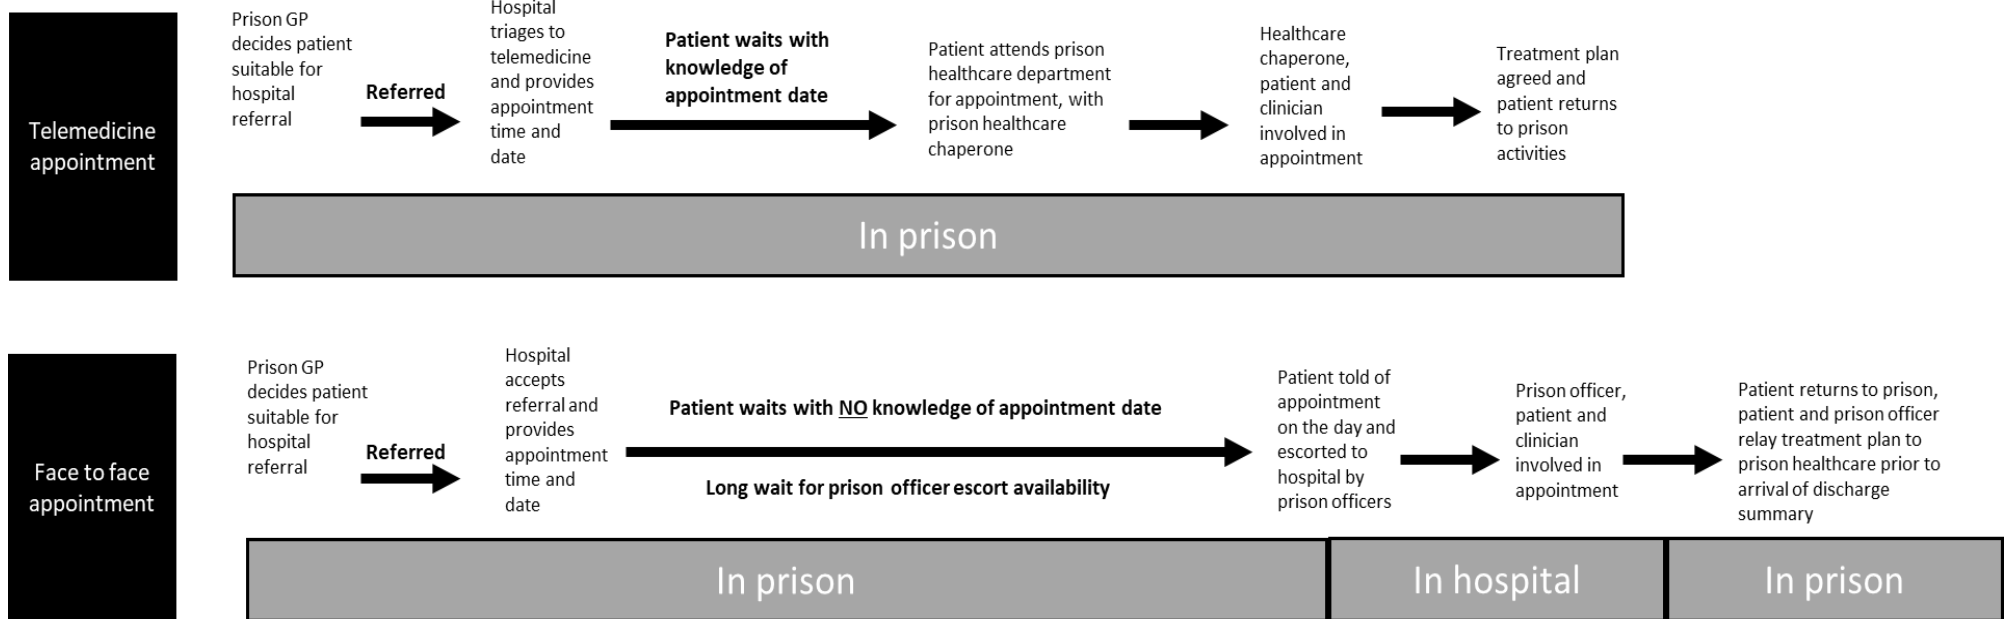 Telemedicine
appointment
Prison GP
decides patient
suitable for
hospital
referral
Referred
Hospital
triages to
telemedicine
and provides
appointment
time and
date
Patient waits with
knowledge of
appointment date
Patient attends prison
healthcare department
for appointment, with
prison healthcare
chaperone
Healthcare
chaperone,
patient and
clinician
involved in
appointment
Treatment plan
agreed and
patient returns
to prison
activities
In prison
Face to face
appointment
Prison GP
decides patient
suitable for
hospital
referral
Referred
Hospital
accepts
referral and
provides
appointment
time and
date
Patient waits with NO knowledge of appointment date
Long wait for prison officer escort availability
Patient told of
appointment
on the day and
escorted to
hospital by
prison officers
Prison officer,
patient and
clinician
involved in
appointment
Patient returns to prison,
patient and prison officer
relay treatment plan to
prison healthcare prior to
arrival of discharge
summary
In prison
In hospital
In prison